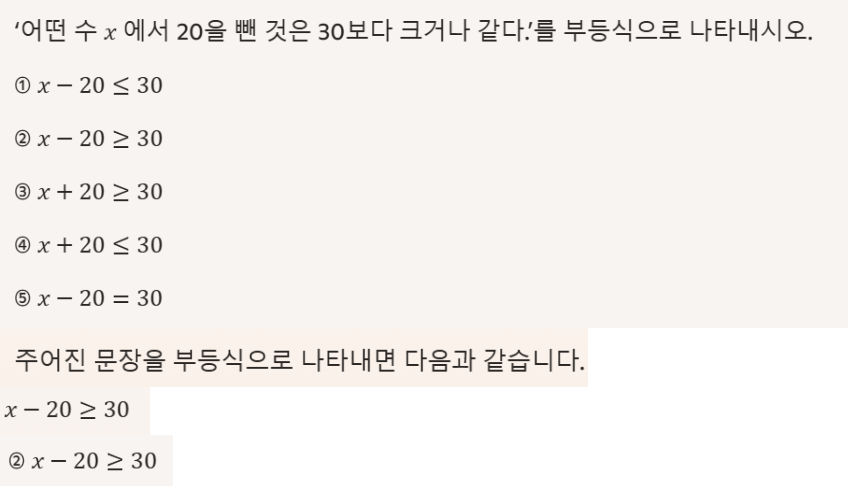 ‘어떤 수 x 에서 20을 뺀 것은 30보다 크거나 같다.’를 부등식으로 나타내시오.
① x − 20 ≤ 30
② x − 20 ≥ 30
③ x + 20 ≥ 30
④ x + 20 ≤ 30
⑤ x − 20 = 30
주어진 문장을 부등식으로 나타내면 다음과 같습니다.
x − 20 ≥ 30
② x − 20 ≥ 30